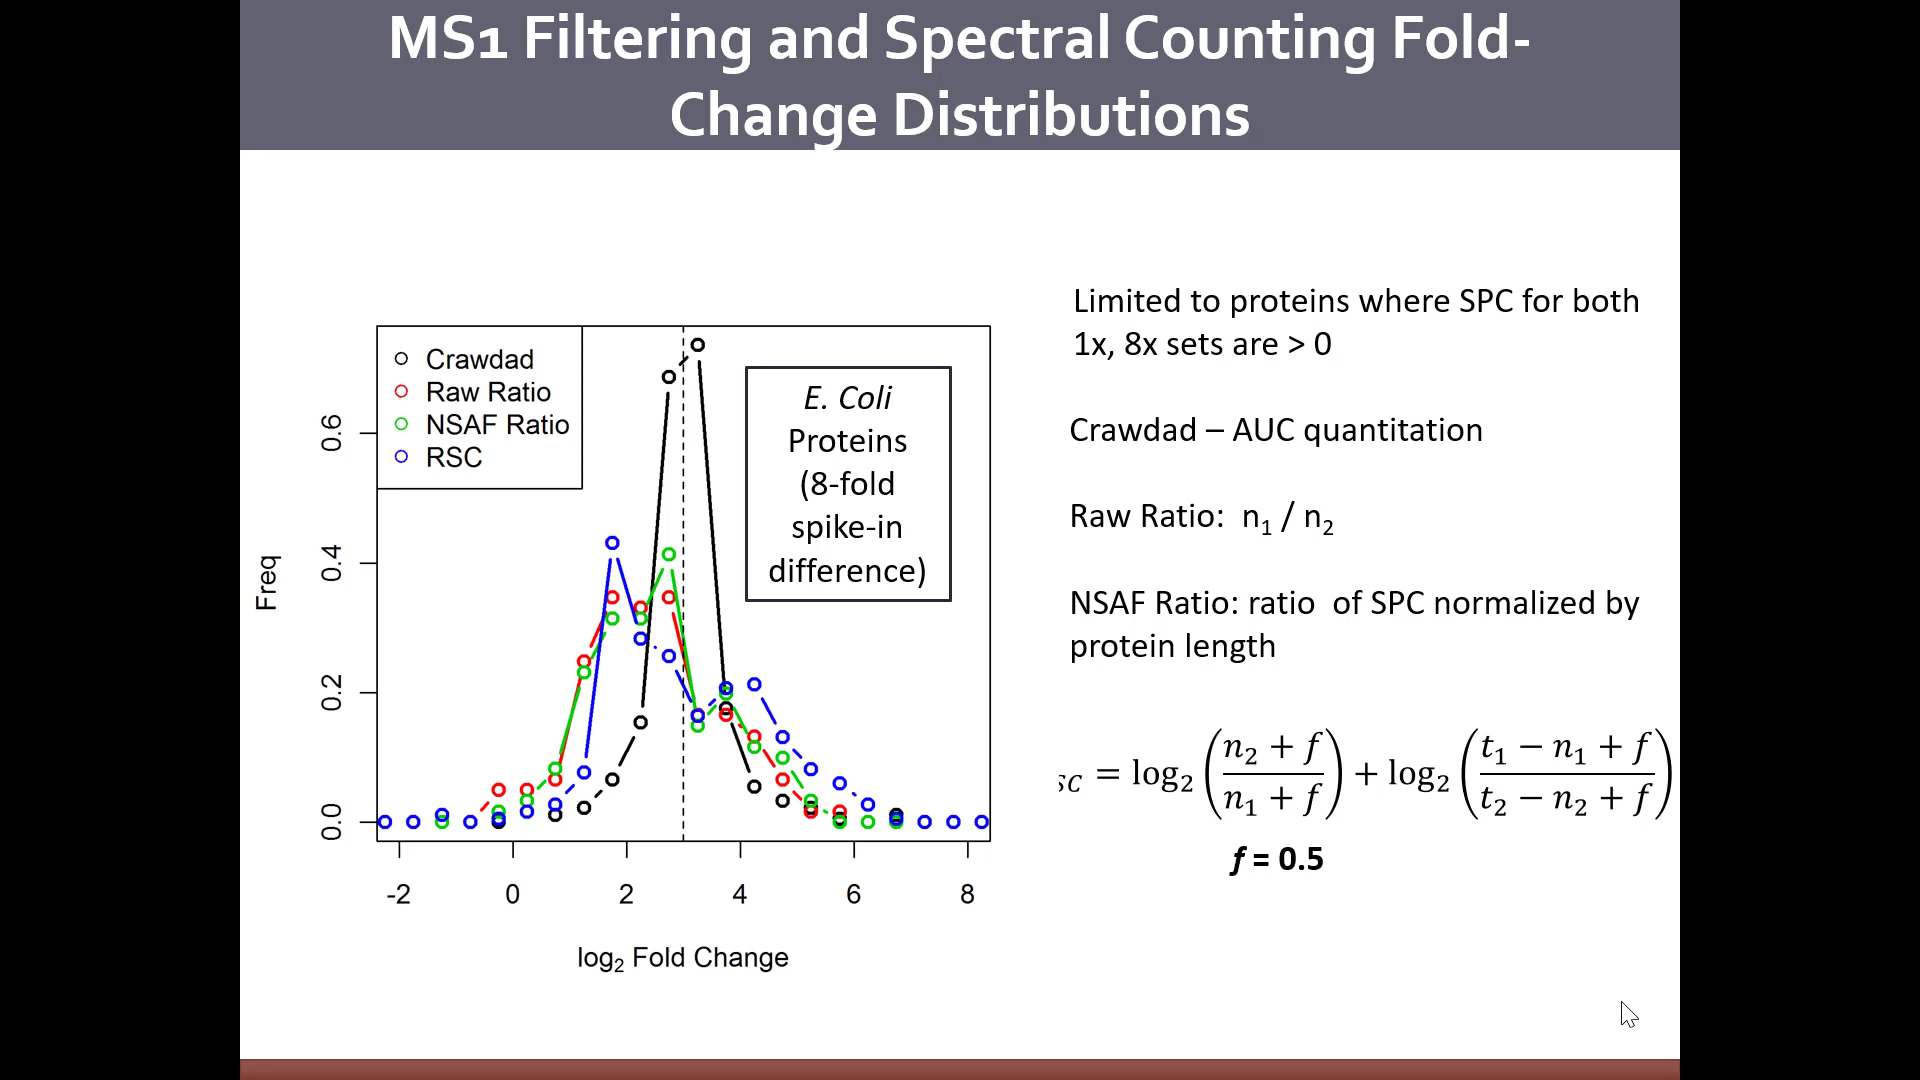 MS1 Filtering and Spectral Counting Fold-
Change Distributions
Crawdad
Raw Ratio
NSAF Ratio
RSC
E. Coli
Proteins
(8-fold
spike-in
difference)
Freq
0.0
0.2
0.4
0.6
-2 0 2 4 6 8
log₂ Fold Change
Limited to proteins where SPC for both
1x, 8x sets are > 0
Crawdad – AUC quantitation
Raw Ratio: n₁ / n₂
NSAF Ratio: ratio of SPC normalized by
protein length
SC = log₂ ((n₂ + f)/(n₁ + f)) + log₂ ((t₁ − n₁ + f)/(t₂ − n₂ + f))
f = 0.5